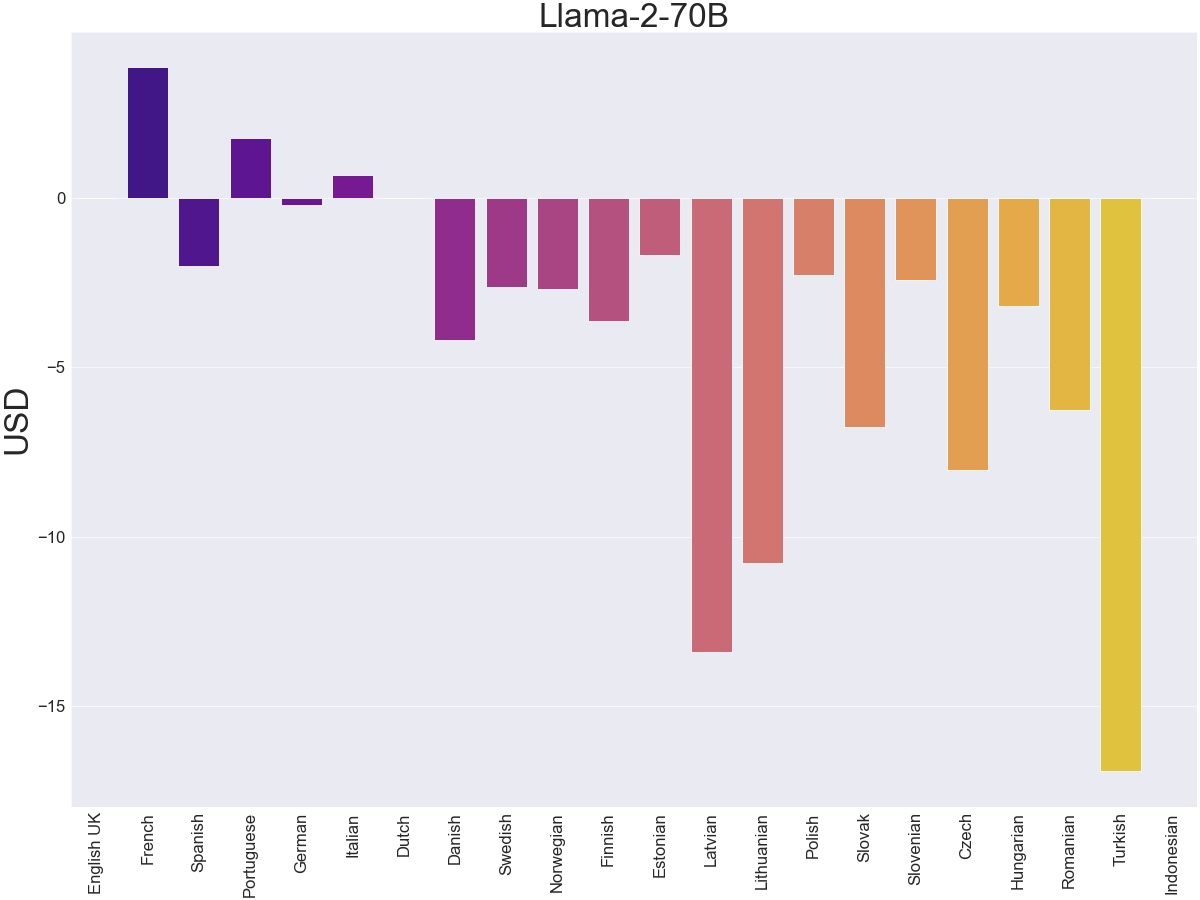 Llama-2-70B
USD
0
−5
−10
−15
English UK
French
Spanish
Portuguese
German
Italian
Dutch
Danish
Swedish
Norwegian
Finnish
Estonian
Latvian
Lithuanian
Polish
Slovak
Slovenian
Czech
Hungarian
Romanian
Turkish
Indonesian